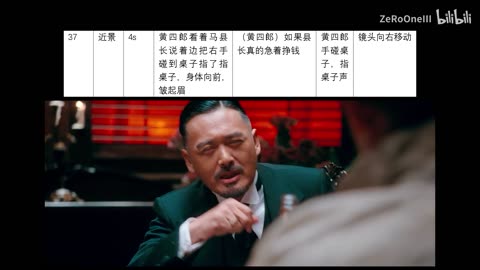 ZeRoOneIII bilibili
37 近景 4s 黄四郎看着马县 (黄四郎)如果县 黄四郎 镜头向右移动
长说着边把右手 长真的急着挣钱 手碰桌
碰到桌子指了指 子,指
桌子,身体向前, 桌子声
皱起眉